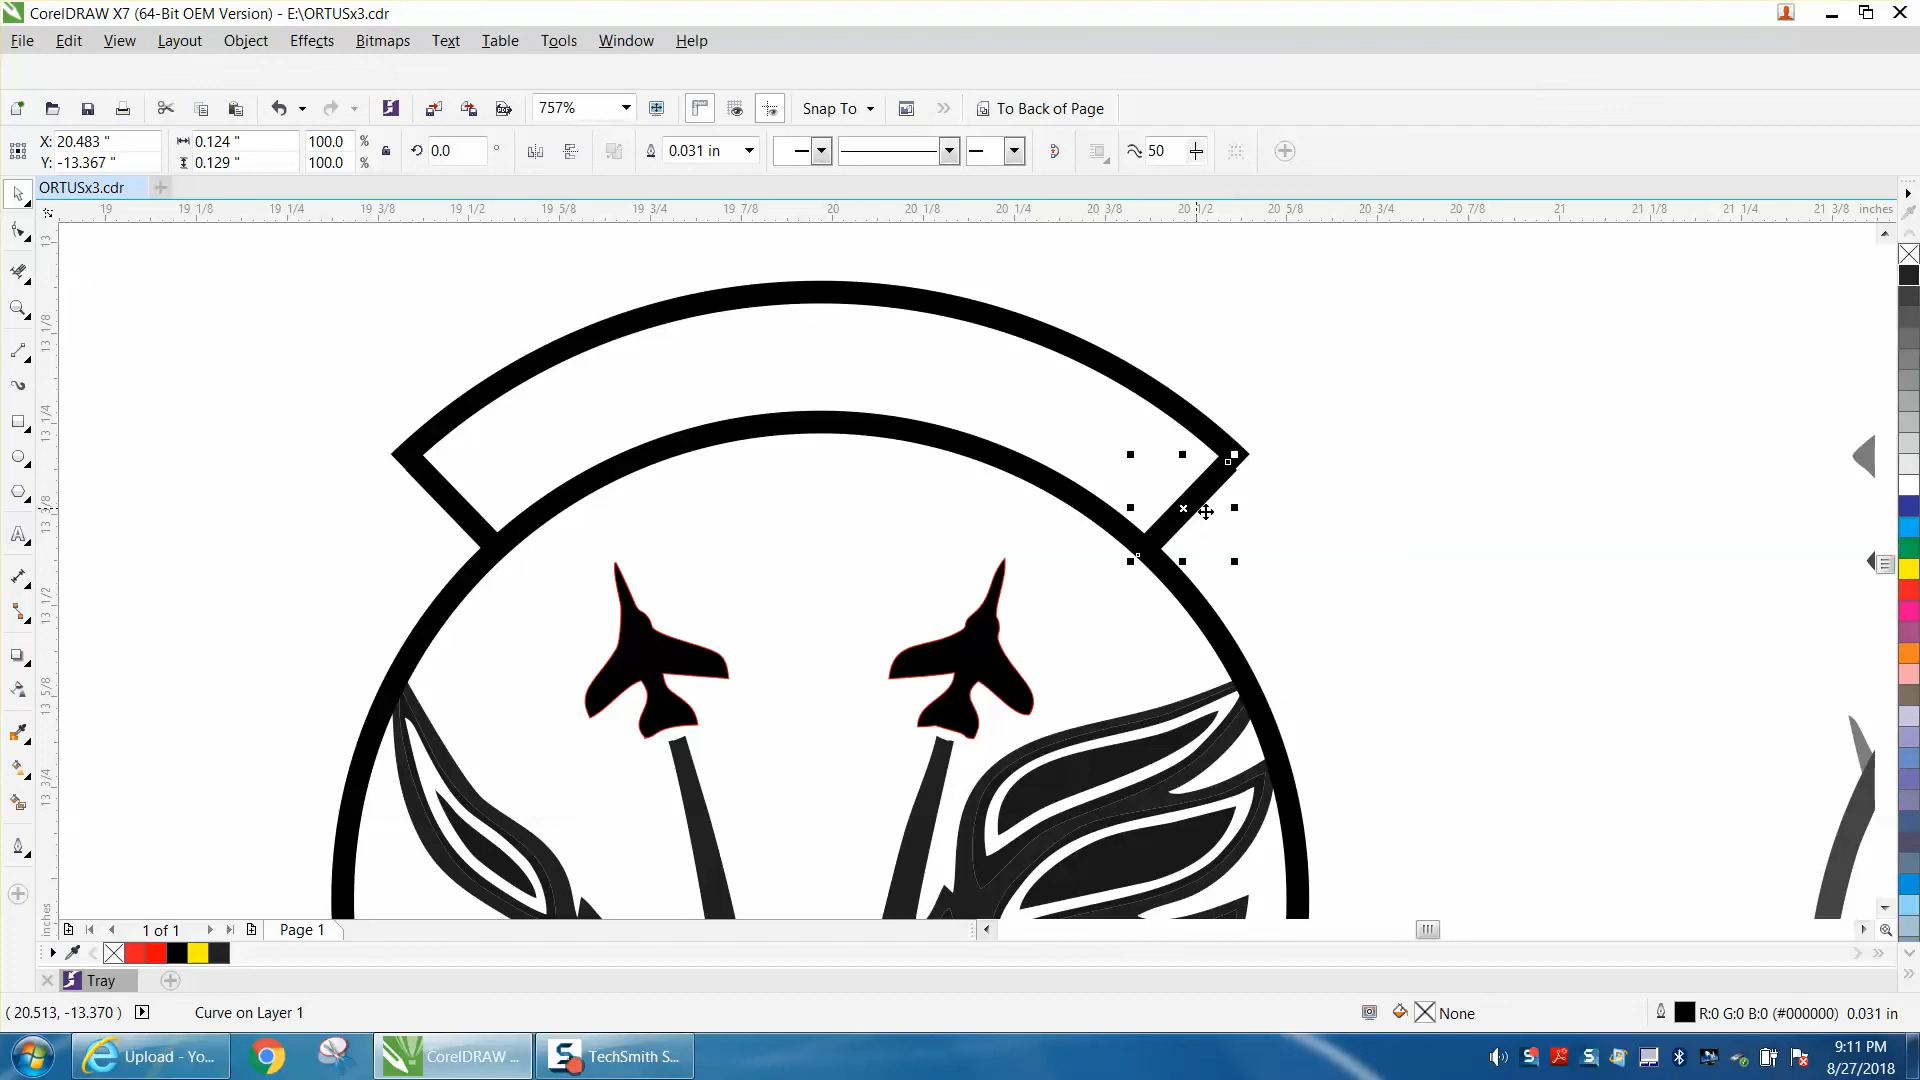 CorelDRAW X7 (64-Bit OEM Version) - E:\ORTUSx3.cdr
File Edit View Layout Object Effects Bitmaps Text Table Tools Window Help
757% Snap To To Back of Page
X: 20.483 " 0.124 " 100.0 % 0.0 ° 0.031 in 50
Y: -13.367 " 0.129 " 100.0 %
ORTUSx3.cdr
19 19 1/8 19 1/4 19 3/8 19 1/2 19 5/8 19 3/4 19 7/8 20 20 1/8 20 1/4 20 3/8 20 1/2 20 5/8 20 3/4 20 7/8 21 21 1/8 21 1/4 21 3/8 inches
13
13 1/8
13 1/4
13 3/8
13 1/2
13 5/8
13 3/4
inches
1 of 1 Page 1
Tray
( 20.513, -13.370 ) Curve on Layer 1 None R:0 G:0 B:0 (#000000) 0.031 in
Upload - Yo... CorelDRAW ... TechSmith S...
9:11 PM
8/27/2018